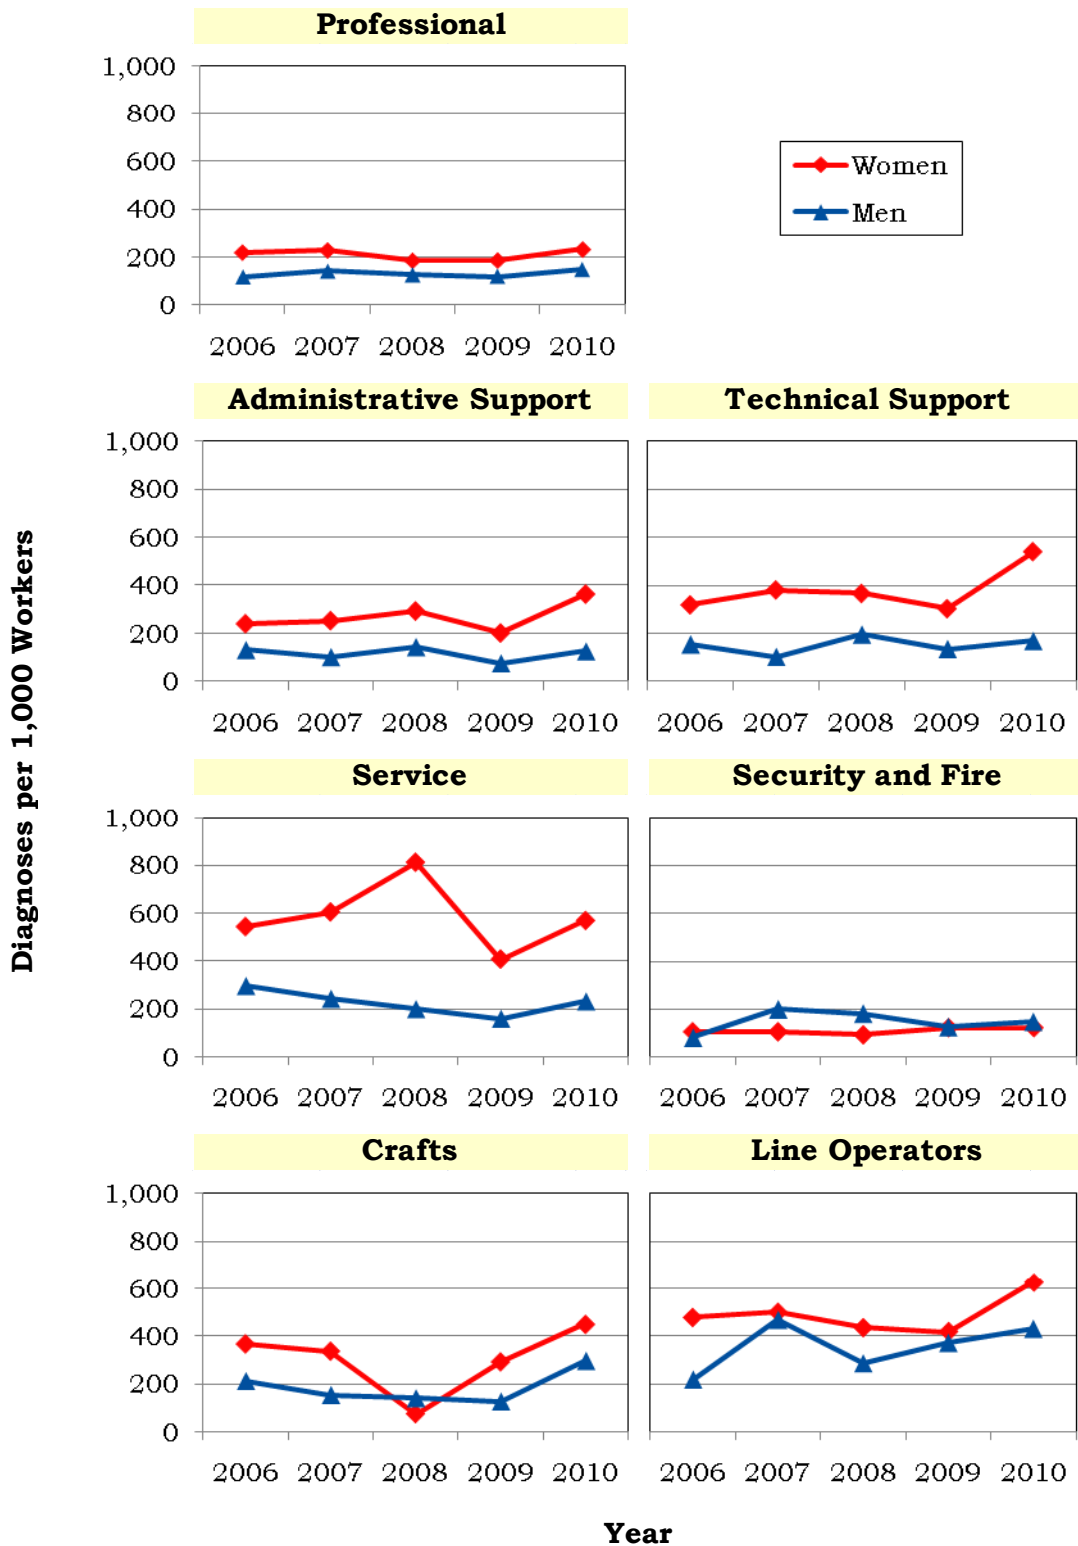 Professional
1,000
800
600
400
200
0
2006 2007 2008 2009 2010
Women
Men
Diagnoses per 1,000 Workers
Administrative Support
1,000
800
600
400
200
0
2006 2007 2008 2009 2010
Technical Support
2006 2007 2008 2009 2010
Service
1,000
800
600
400
200
0
2006 2007 2008 2009 2010
Security and Fire
2006 2007 2008 2009 2010
Crafts
1,000
800
600
400
200
0
2006 2007 2008 2009 2010
Line Operators
2006 2007 2008 2009 2010
Year